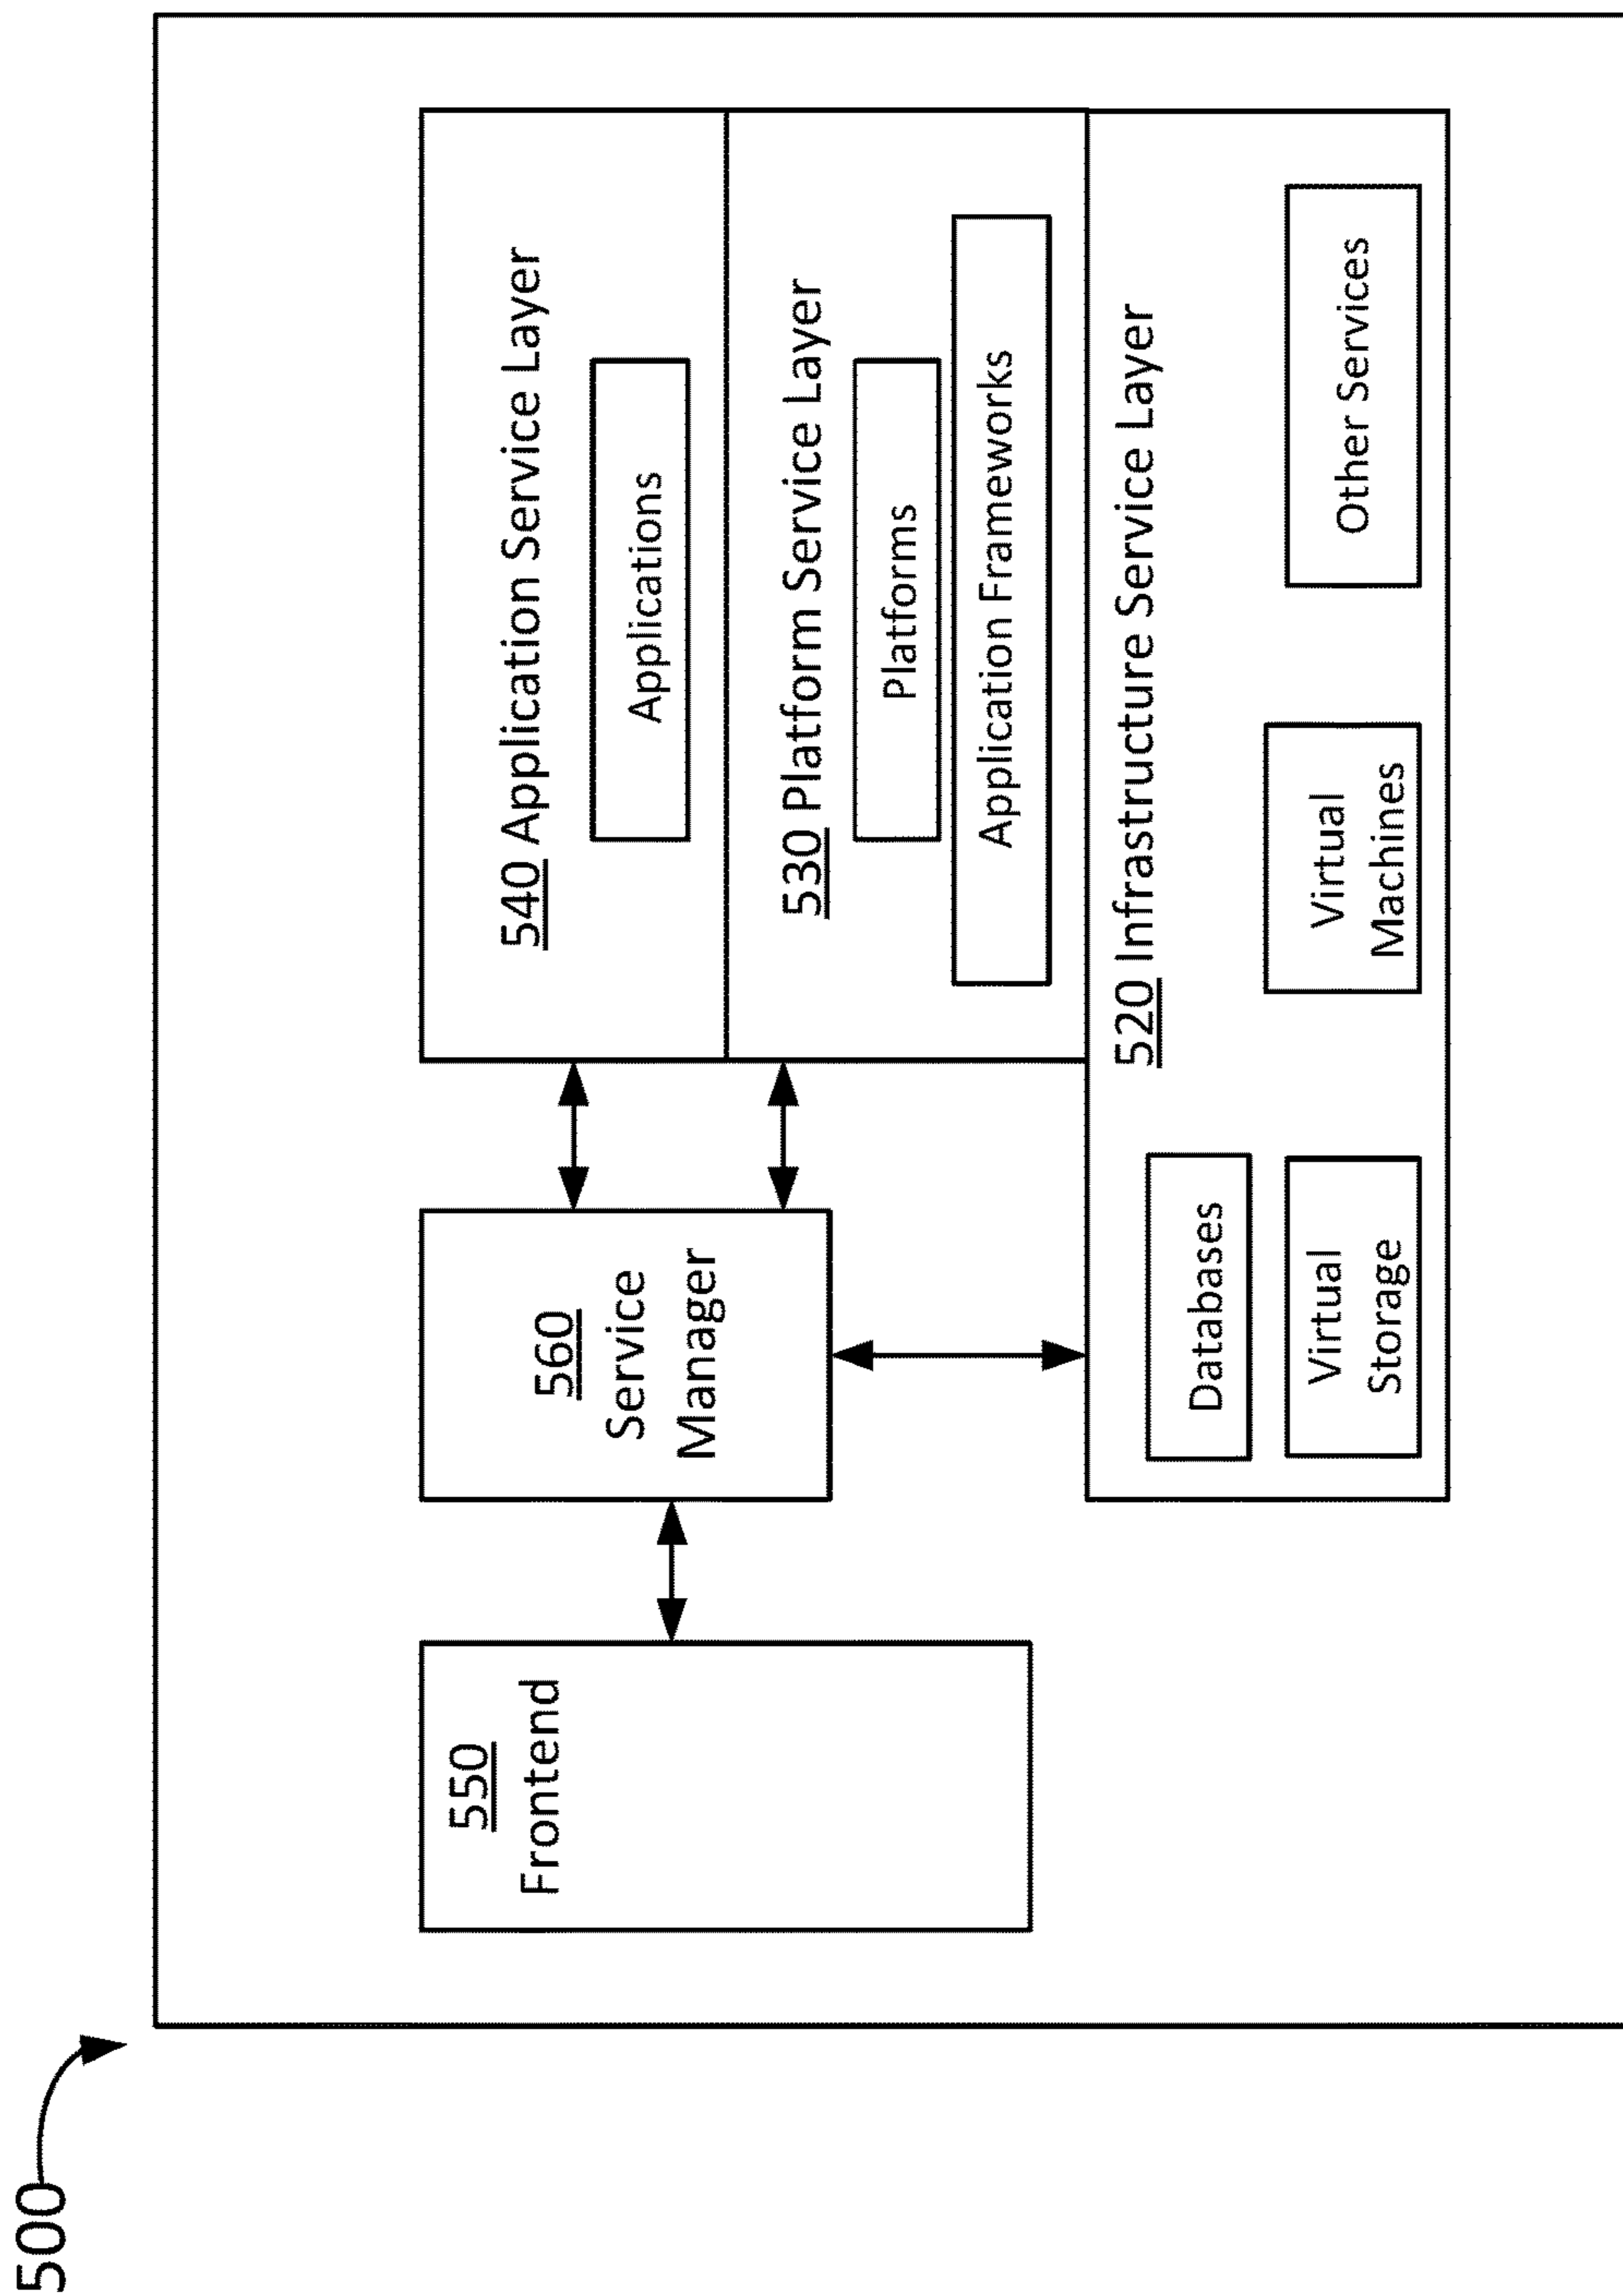 500
550
Frontend
560
Service
Manager
540 Application Service Layer
Applications
530 Platform Service Layer
Platforms
Application Frameworks
520 Infrastructure Service Layer
Databases
Virtual
Storage
Virtual
Machines
Other Services